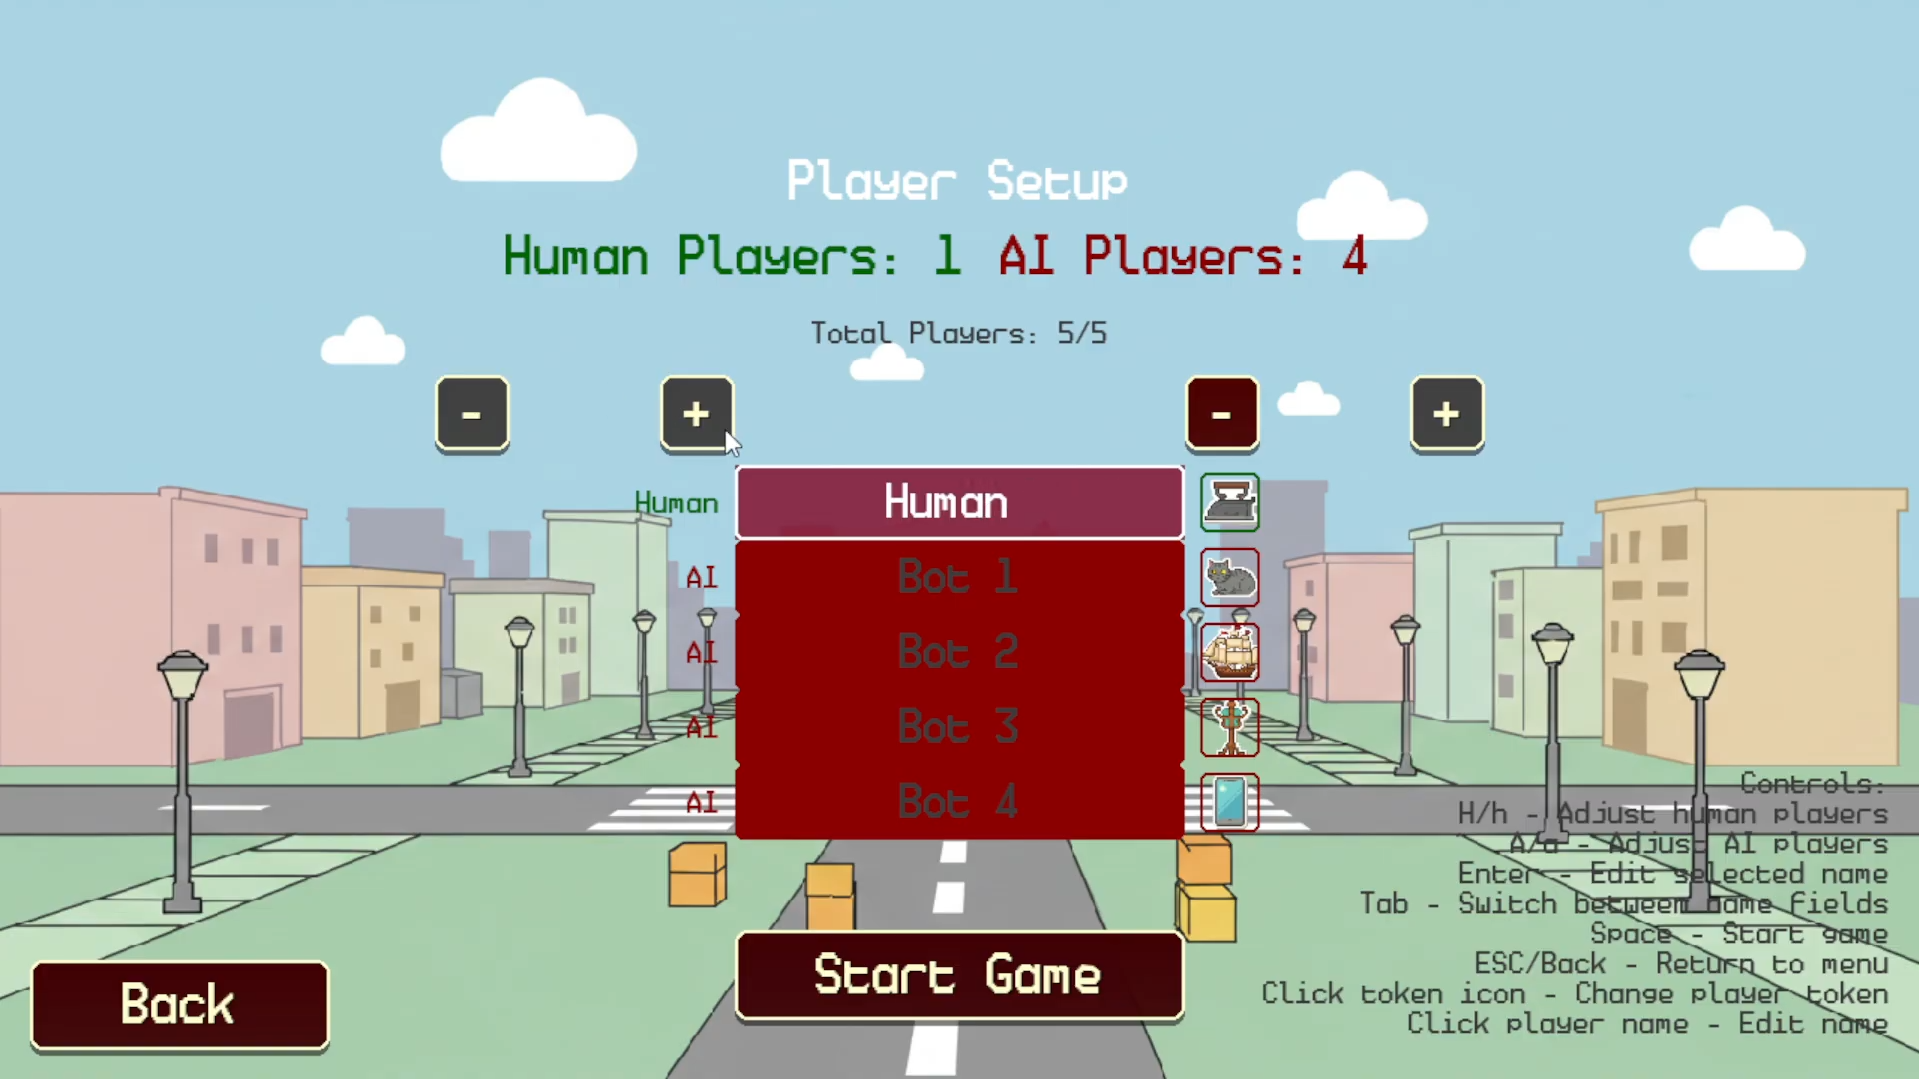 Player Setup
Human Players: 1 AI Players: 4
Total Players: 5/5
- + - +
Human Human
AI Bot 1
AI Bot 2
AI Bot 3
AI Bot 4
Start Game
Back
Controls:
H/h - Adjust human players
A/a - Adjust AI players
Enter - Edit selected name
Tab - Switch between name fields
Space - Start game
ESC/Back - Return to menu
Click token icon - Change player token
Click player name - Edit name